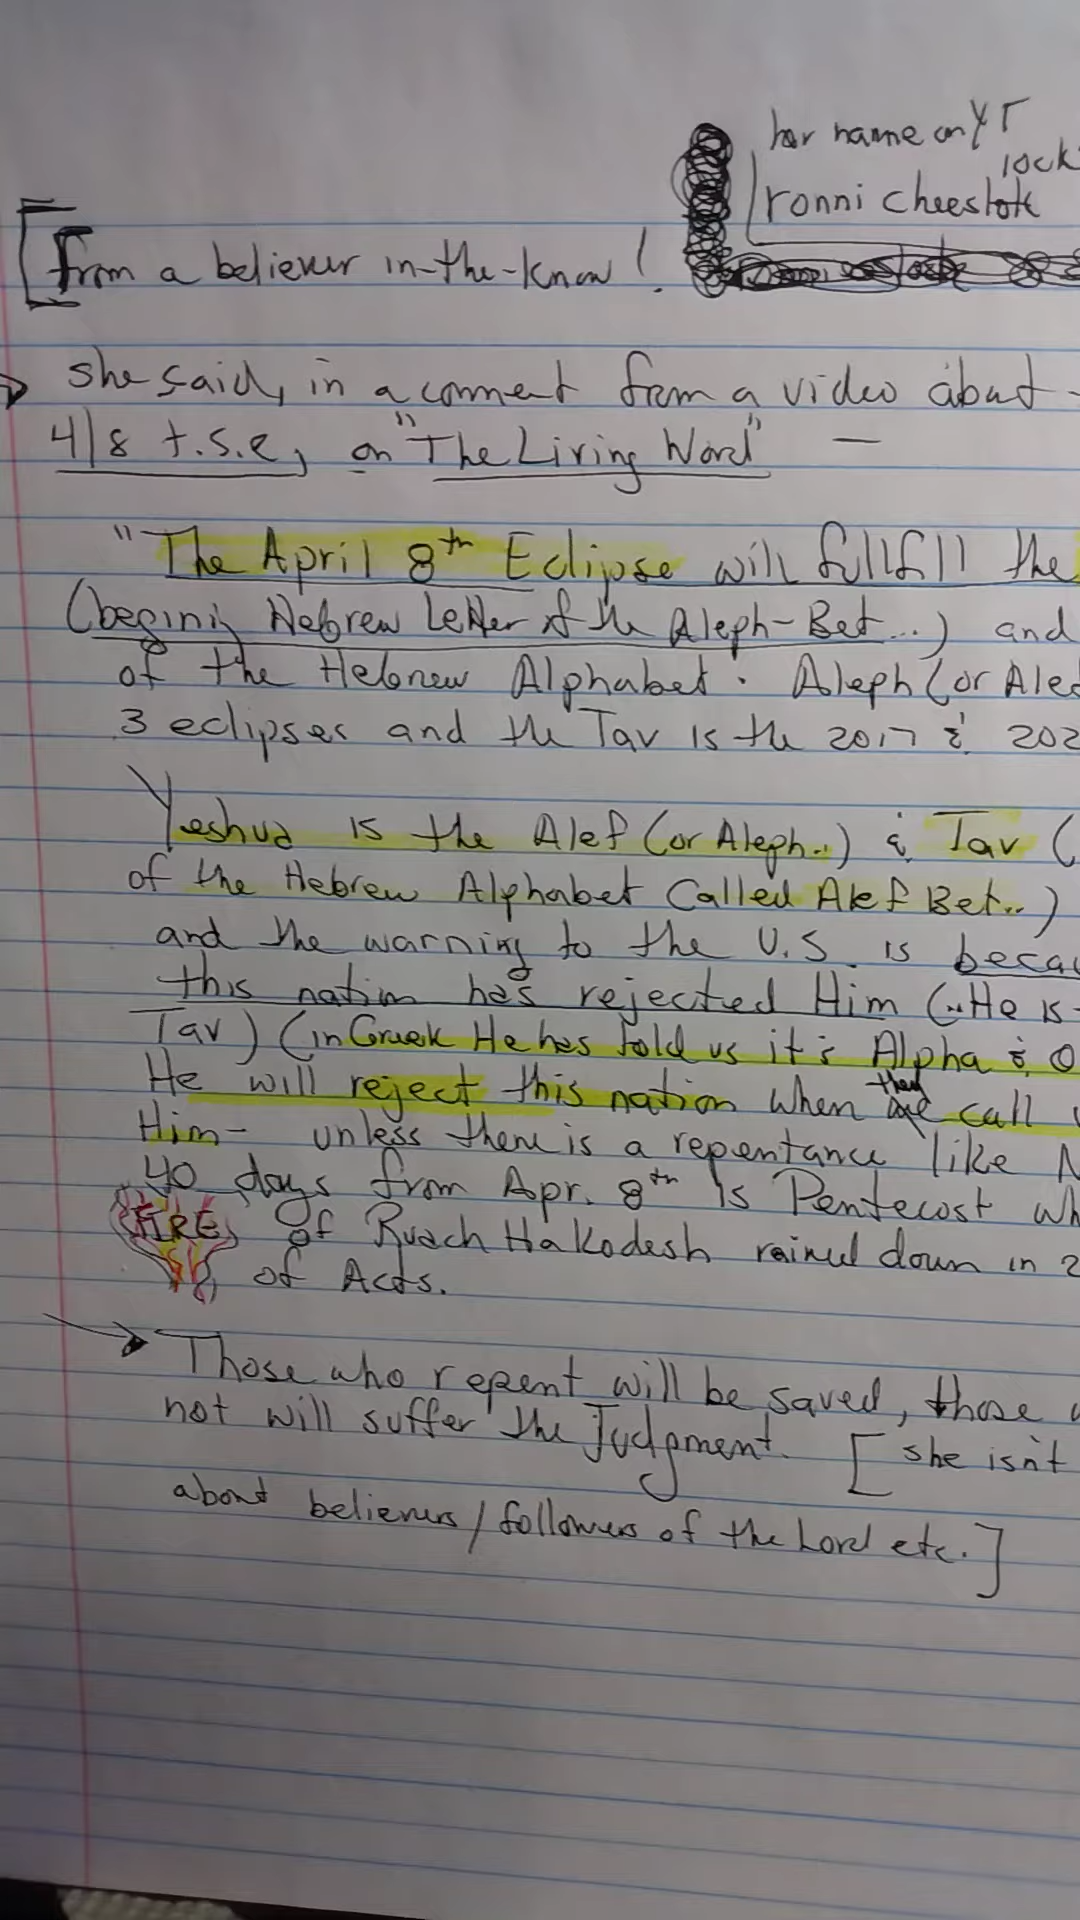 her name on YT
lock
ronni cheeslok
From a believer in-the-know!
she said, in a comment from a video about
4/8 t.s.e, on "The Living Word" —
"The April 8th Eclipse will fullfill the
(begining Hebrew Letter of the Aleph-Bet...) and
of the Hebrew Alphabet. Aleph (or Alef
3 eclipses and the Tav is the 2017 & 202
Yeshua is the Alef (or Aleph..) & Tav (
of the Hebrew Alphabet Called Alef Bet..)
and the warning to the U.S. is becau
this nation has rejected Him (..He is
Tav) (in Greek He has told us it's Alpha & O
He will reject this nation when they call
Him - unless there is a repentance like N
40 days from Apr. 8th is Pentecost wh
FIRE of Ruach HaKodesh rained down in 2
of Acts.
Those who repent will be saved, those
not will suffer the Judgment. [she isn't
about believers/followers of the Lord etc.]